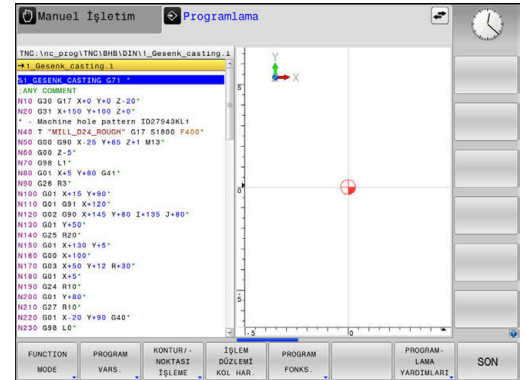 Manuel İşletim
Programlama
TNC:\nc_prog\TNC\BHB\DIN\1_Gesenk_casting.i
→1_Gesenk_casting.i
%1_GESENK_CASTING G71 *
;ANY COMMENT
N10 G30 G17 X+0 Y+0 Z-20*
N20 G31 X+150 Y+100 Z+0*
* - Machine hole pattern ID27943KL1
N40 T "MILL_D24_ROUGH" G17 S1800 F400*
N50 G00 G90 X-25 Y+65 Z+1 M13*
N60 G00 Z-5*
N70 G98 L1*
N80 G01 X+5 Y+80 G41*
N90 G26 R3*
N100 G01 X+15 Y+90*
N110 G01 G91 X+120*
N120 G02 G90 X+145 Y+80 I+135 J+80*
N130 G01 Y+50*
N140 G25 R20*
N150 G01 X+130 Y+5*
N160 G00 X+100*
N170 G03 X+50 Y+12 R+30*
N180 G01 X+5*
N190 G24 R10*
N200 G01 Y+80*
N210 G27 R10*
N220 G01 X-20 Y+90 G40*
N230 G98 L0*
Y
X
5
0
5
-5
0
FUNCTION
MODE
PROGRAM
VARS.
KONTUR/-
NOKTASI
İŞLEME
İŞLEM
DÜZLEMİ
KOL HAR.
PROGRAM
FONKS.
PROGRAM-
LAMA
YARDIMLARI
SON